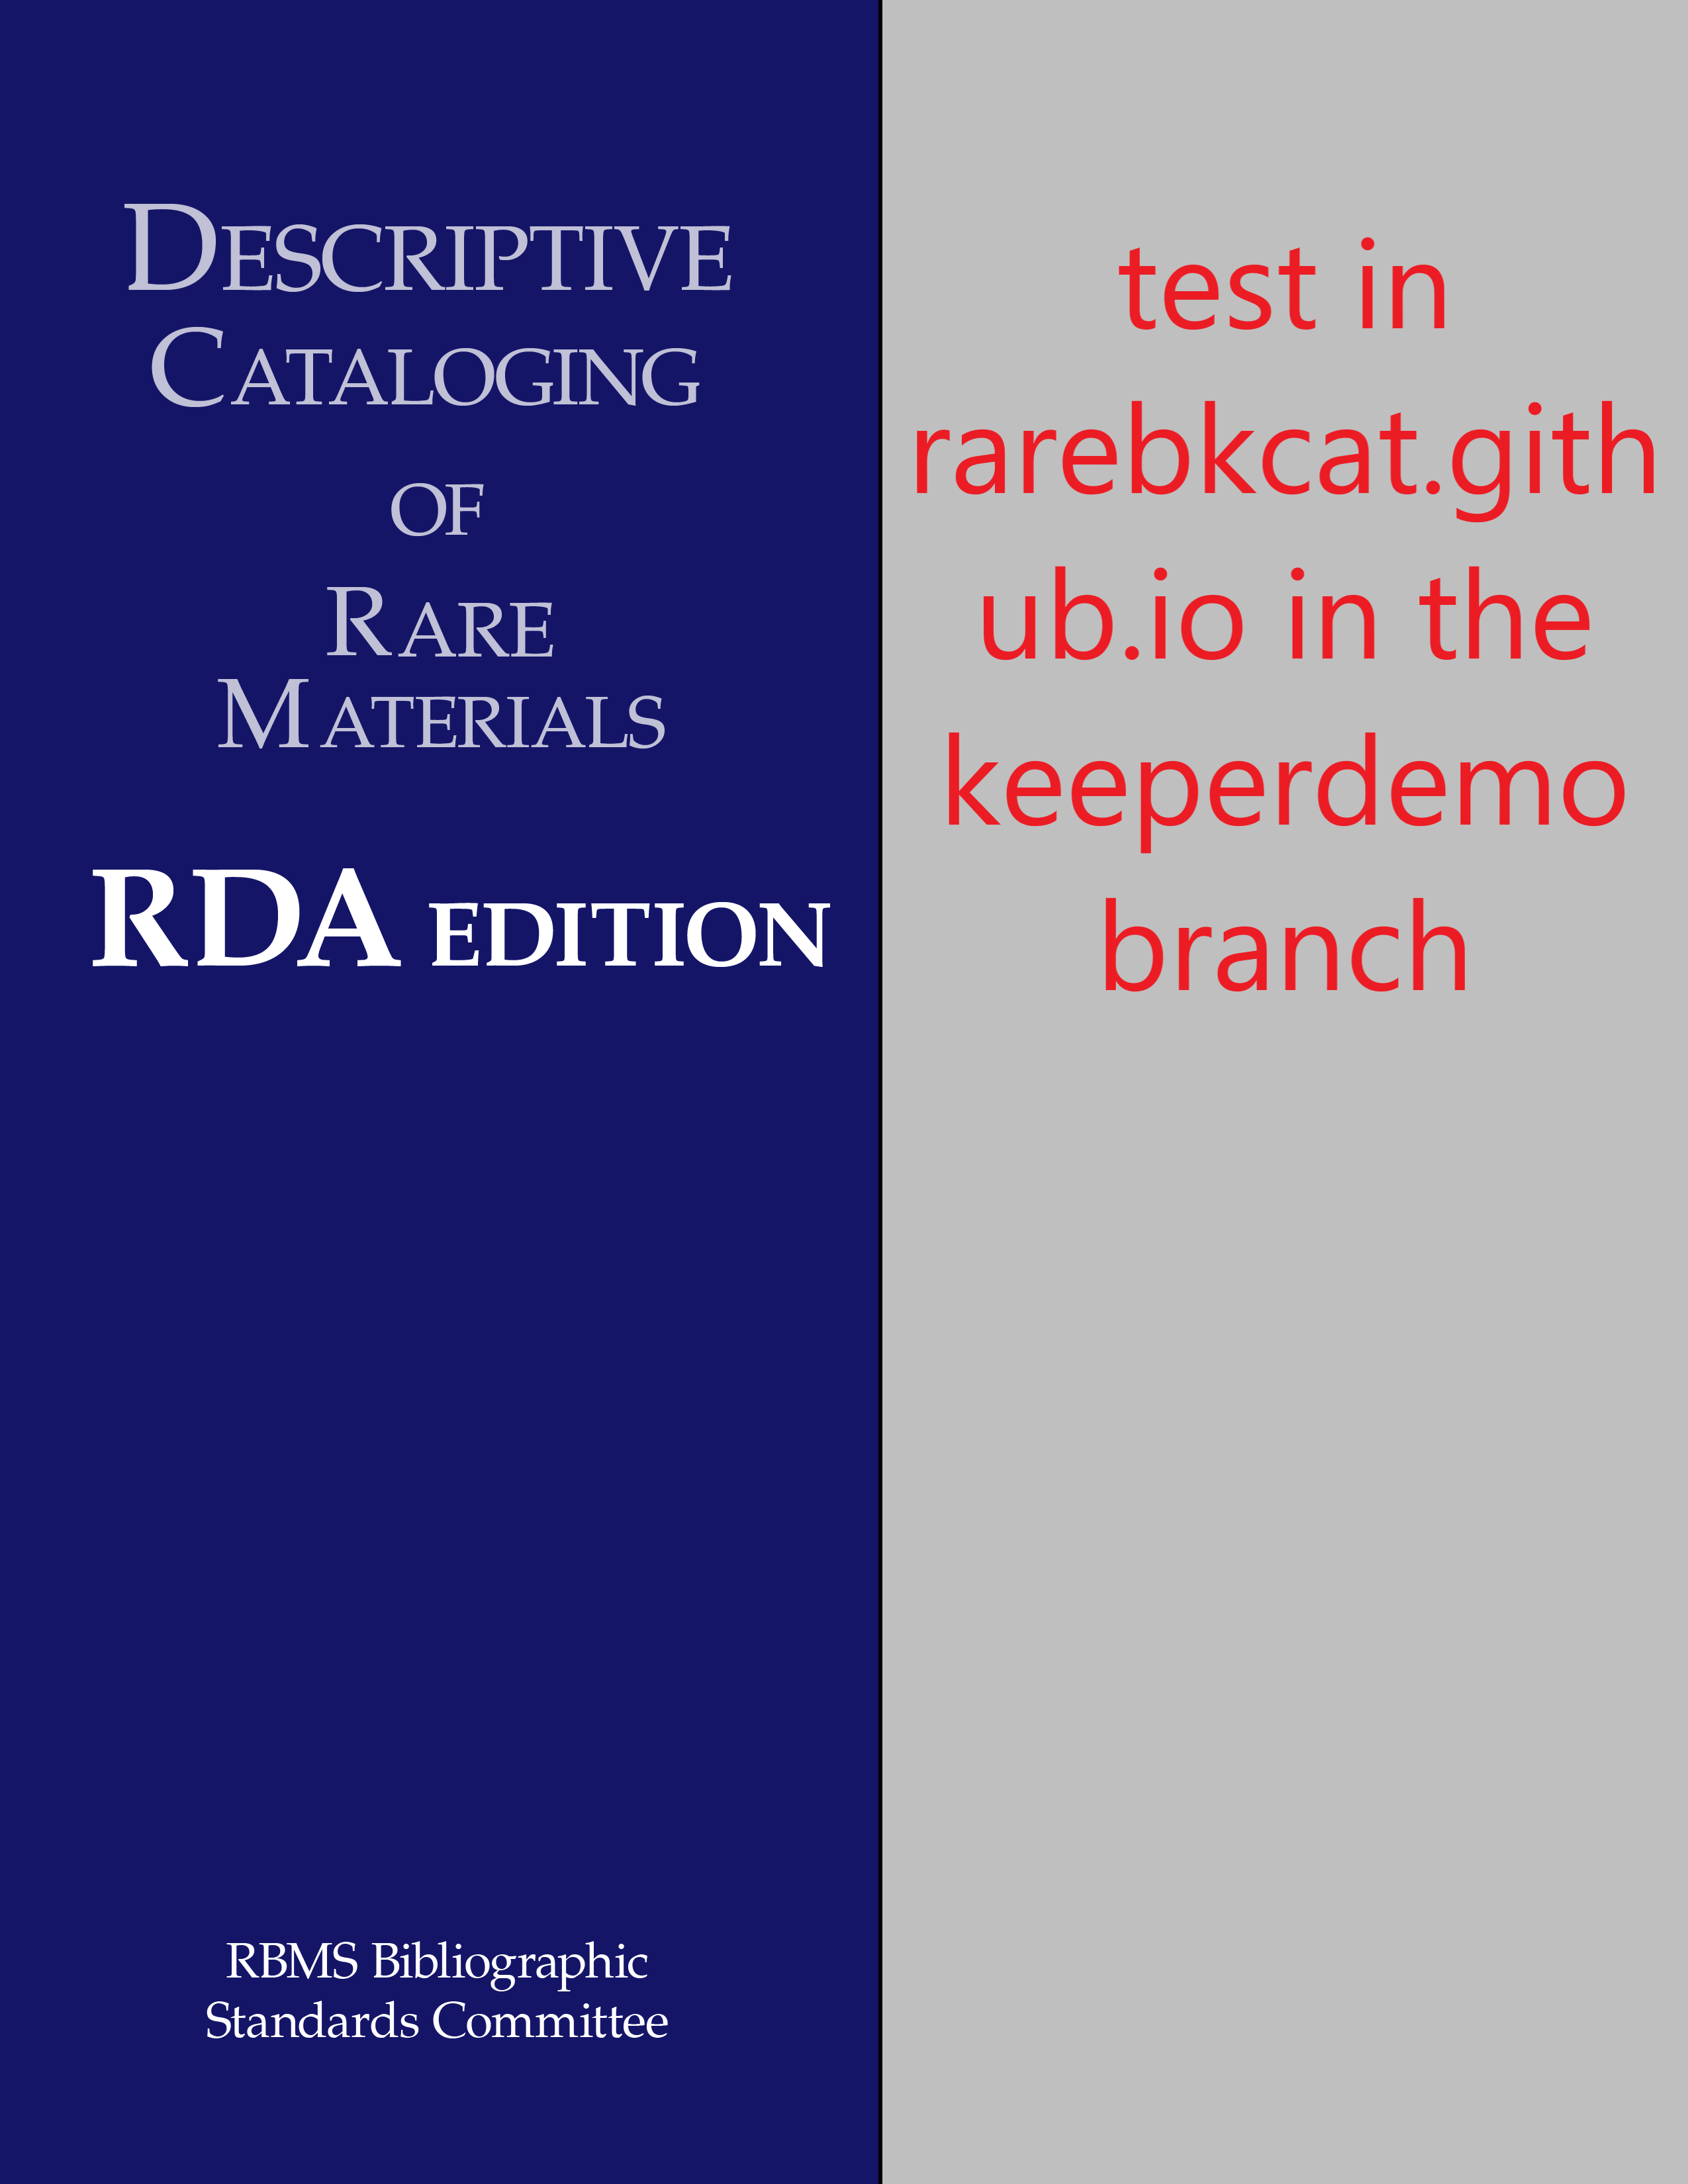 DESCRIPTIVE
CATALOGING
OF
RARE
MATERIALS
RDA EDITION
RBMS Bibliographic
Standards Committee
test in
rarebkcat.gith
ub.io in the
keeperdemo
branch